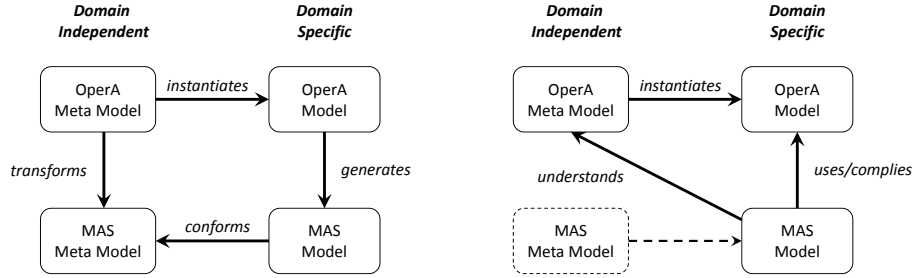 Domain
Independent
Domain
Specific
OperA
Meta Model
instantiates
OperA
Model
transforms
generates
MAS
Meta Model
conforms
MAS
Model
Domain
Independent
Domain
Specific
OperA
Meta Model
instantiates
OperA
Model
understands
uses/complies
MAS
Meta Model
MAS
Model